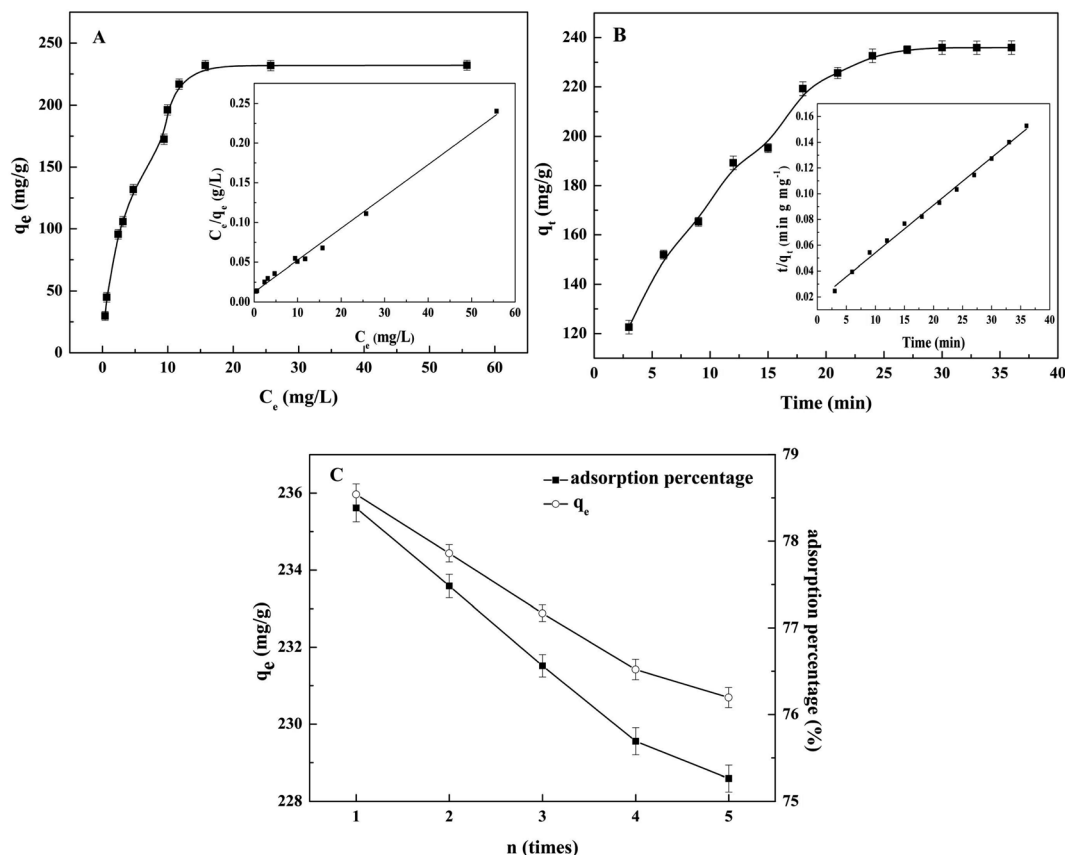 A
250
200
150
100
50
0
qe (mg/g)
0 10 20 30 40 50 60
Ce (mg/L)
0.25
0.20
0.15
0.10
0.05
0.00
Ce/qe (g/L)
0 10 20 30 40 50 60
Ce (mg/L)
B
240
220
200
180
160
140
120
qt (mg/g)
0 5 10 15 20 25 30 35 40
Time (min)
0.16
0.14
0.12
0.10
0.08
0.06
0.04
0.02
t/qt (min g mg-1)
0 5 10 15 20 25 30 35 40
Time (min)
C
adsorption percentage
qe
236
234
233
231
230
228
qe (mg/g)
79
78
77
76
75
adsorption percentage (%)
1 2 3 4 5
n (times)